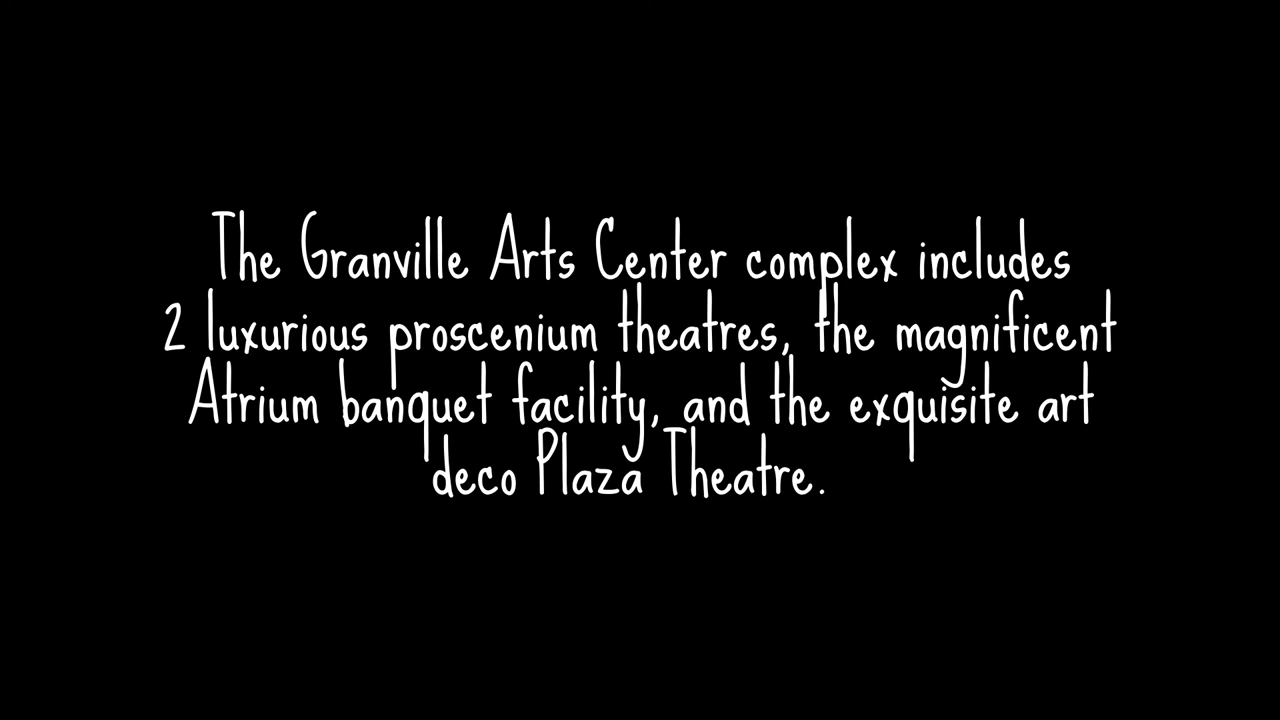 The Granville Arts Center complex includes
2 luxurious proscenium theatres, the magnificent
Atrium banquet facility, and the exquisite art
deco Plaza Theatre.